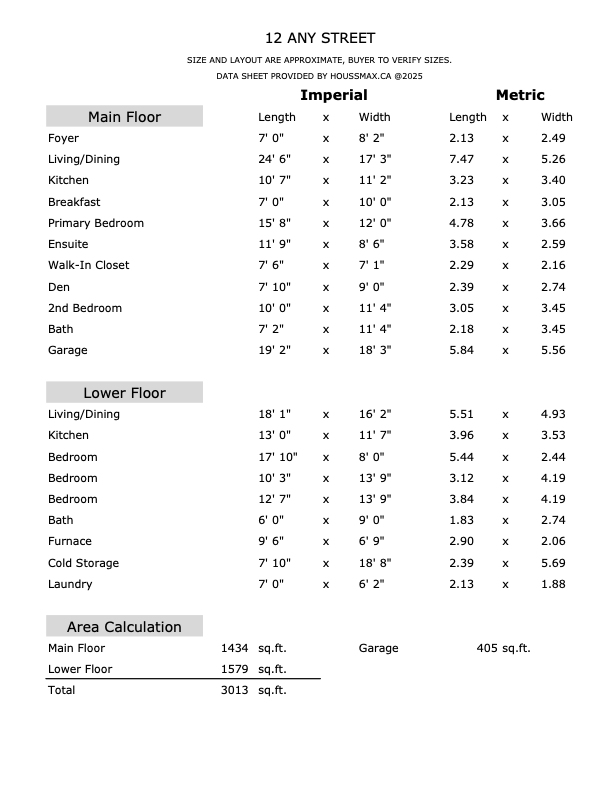 12 ANY STREET
SIZE AND LAYOUT ARE APPROXIMATE, BUYER TO VERIFY SIZES.
DATA SHEET PROVIDED BY HOUSSMAX.CA @2025
Imperial Metric
Main Floor Length x Width Length x Width
Foyer 7' 0" x 8' 2" 2.13 x 2.49
Living/Dining 24' 6" x 17' 3" 7.47 x 5.26
Kitchen 10' 7" x 11' 2" 3.23 x 3.40
Breakfast 7' 0" x 10' 0" 2.13 x 3.05
Primary Bedroom 15' 8" x 12' 0" 4.78 x 3.66
Ensuite 11' 9" x 8' 6" 3.58 x 2.59
Walk-In Closet 7' 6" x 7' 1" 2.29 x 2.16
Den 7' 10" x 9' 0" 2.39 x 2.74
2nd Bedroom 10' 0" x 11' 4" 3.05 x 3.45
Bath 7' 2" x 11' 4" 2.18 x 3.45
Garage 19' 2" x 18' 3" 5.84 x 5.56
Lower Floor
Living/Dining 18' 1" x 16' 2" 5.51 x 4.93
Kitchen 13' 0" x 11' 7" 3.96 x 3.53
Bedroom 17' 10" x 8' 0" 5.44 x 2.44
Bedroom 10' 3" x 13' 9" 3.12 x 4.19
Bedroom 12' 7" x 13' 9" 3.84 x 4.19
Bath 6' 0" x 9' 0" 1.83 x 2.74
Furnace 9' 6" x 6' 9" 2.90 x 2.06
Cold Storage 7' 10" x 18' 8" 2.39 x 5.69
Laundry 7' 0" x 6' 2" 2.13 x 1.88
Area Calculation
Main Floor 1434 sq.ft. Garage 405 sq.ft.
Lower Floor 1579 sq.ft.
Total 3013 sq.ft.